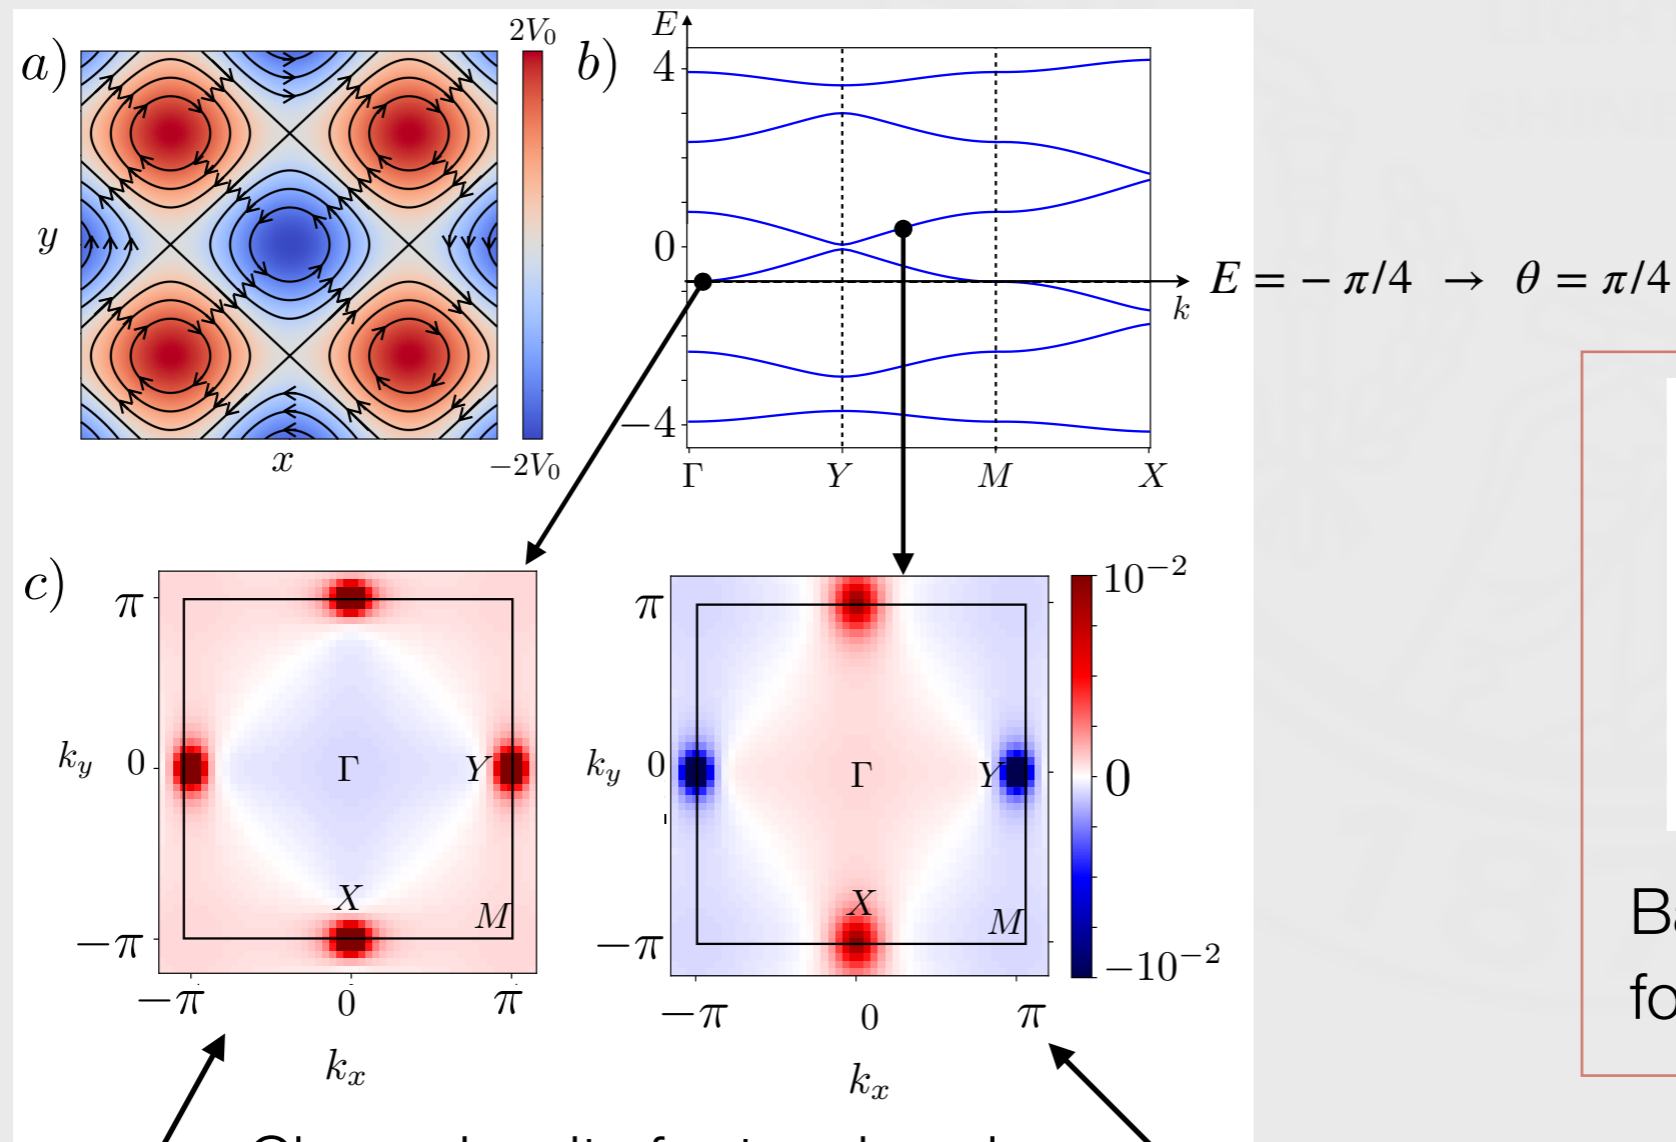 a)
2V₀
y
x
−2V₀
b)
E
4
0
−4
Γ Y M X
k
E = − π/4 → θ = π/4
c)
π
k_y 0
−π
Γ
Y
X
M
−π 0 π
k_x
π
k_y 0
−π
Γ
Y
X
M
−π 0 π
k_x
10⁻²
0
−10⁻²